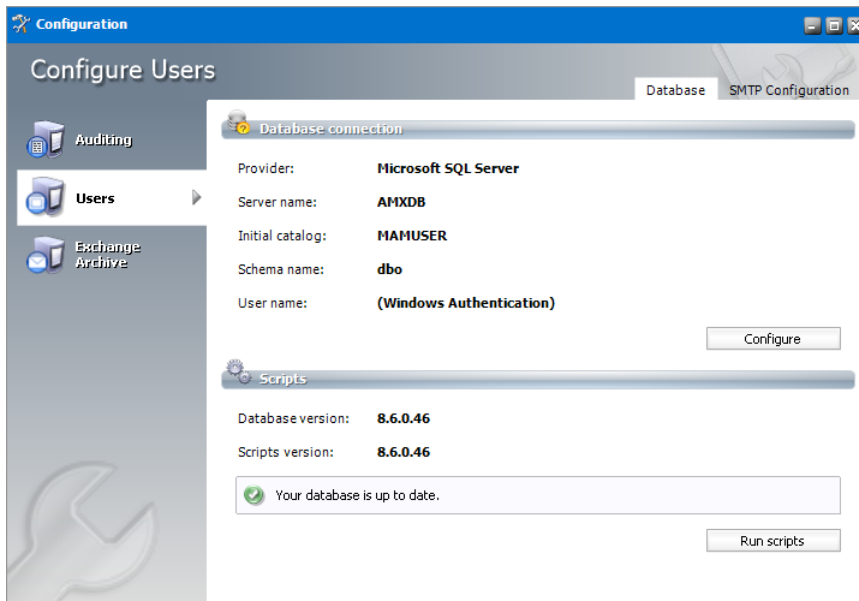 Configuration
Configure Users
Database SMTP Configuration
Auditing
Users
Exchange
Archive
Database connection
Provider: Microsoft SQL Server
Server name: AMXDB
Initial catalog: MAMUSER
Schema name: dbo
User name: (Windows Authentication)
Configure
Scripts
Database version: 8.6.0.46
Scripts version: 8.6.0.46
Your database is up to date.
Run scripts